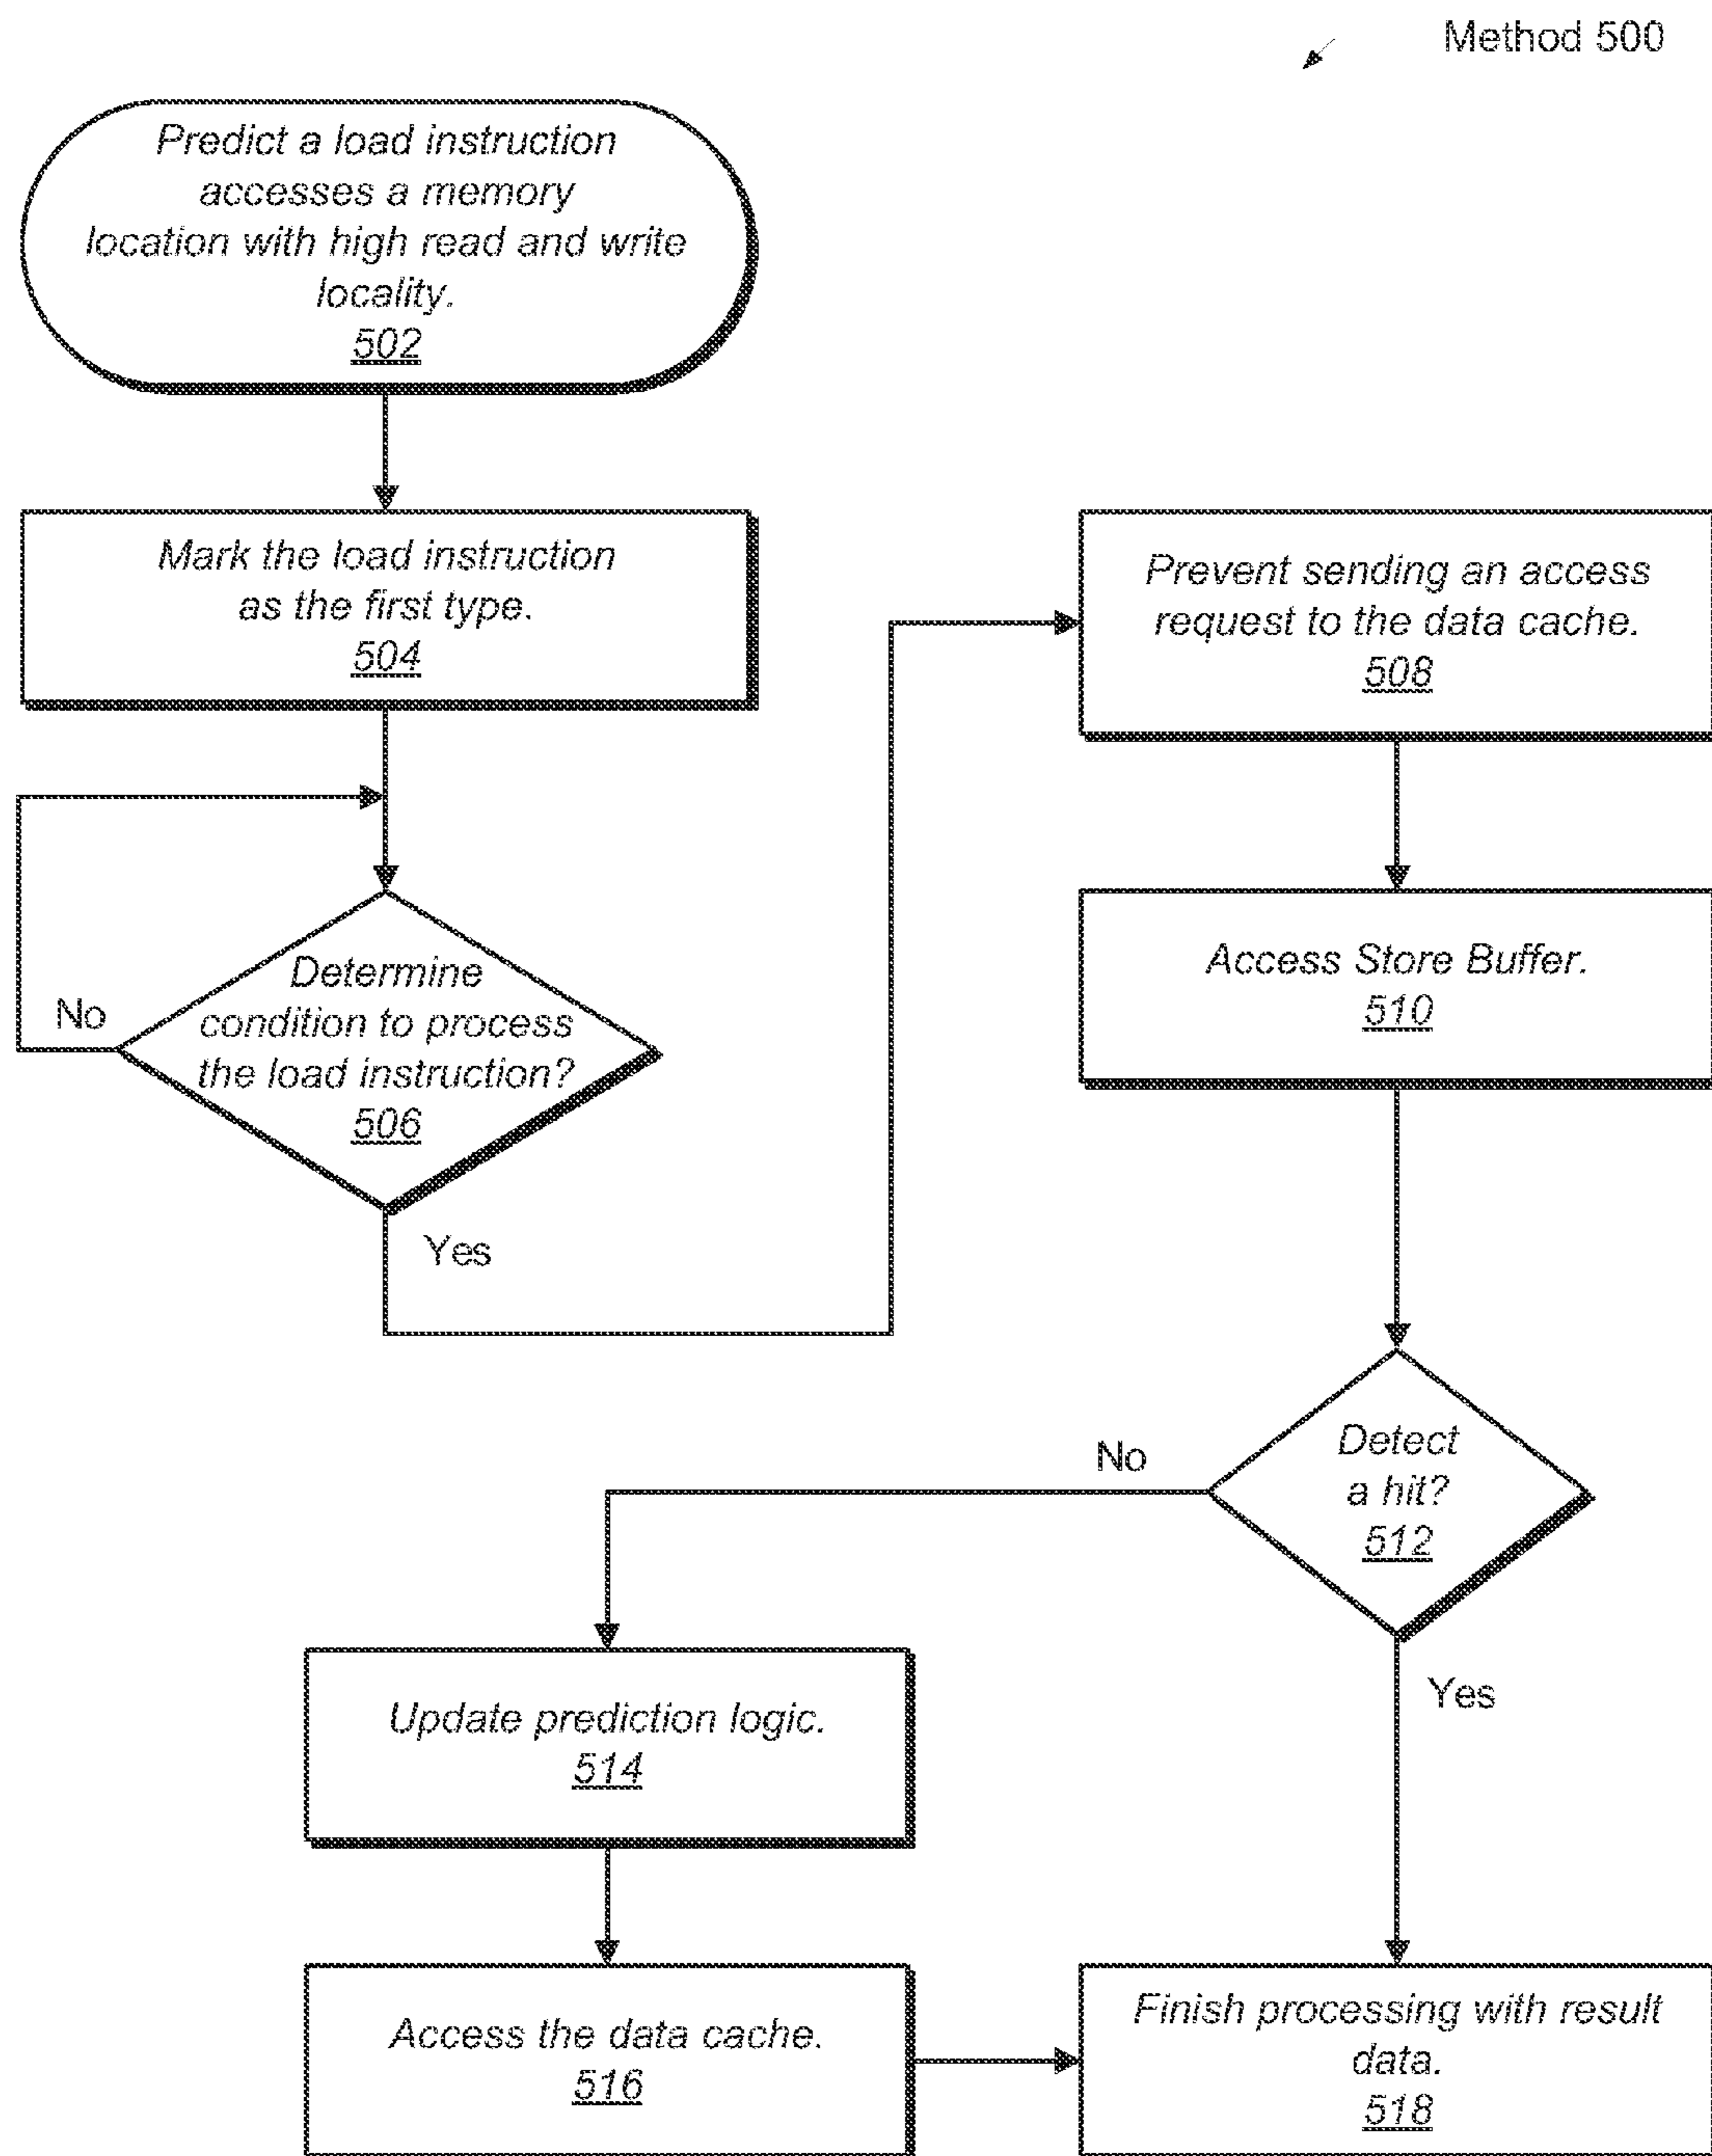 Method 500
Predict a load instruction
accesses a memory
location with high read and write
locality.
502
Mark the load instruction
as the first type.
504
Determine
condition to process
the load instruction?
506
No
Yes
Prevent sending an access
request to the data cache.
508
Access Store Buffer.
510
Detect
a hit?
512
No
Yes
Update prediction logic.
514
Access the data cache.
516
Finish processing with result
data.
518